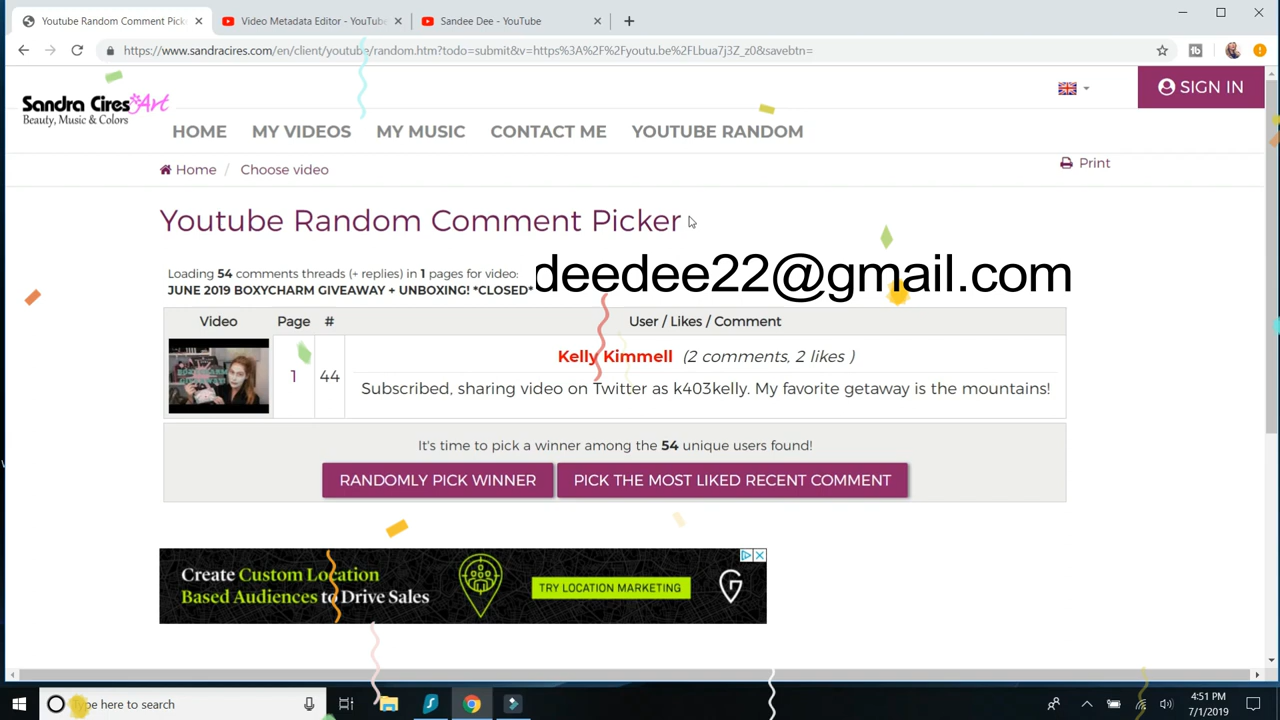 Youtube Random Comment Pick
Video Metadata Editor - YouTube
Sandee Dee - YouTube
https://www.sandracires.com/en/client/youtube/random.htm?todo=submit&v=https%3A%2F%2Fyoutu.be%2FLbua7j3Z_z0&savebtn=
Sandra Cires Art
Beauty, Music & Colors
SIGN IN
HOME MY VIDEOS MY MUSIC CONTACT ME YOUTUBE RANDOM
Home / Choose video
Print
Youtube Random Comment Picker
deedee22@gmail.com
Loading 54 comments threads (+ replies) in 1 pages for video:
JUNE 2019 BOXYCHARM GIVEAWAY + UNBOXING! *CLOSED*
Video Page # User / Likes / Comment
Kelly Kimmell (2 comments, 2 likes )
1 44
Subscribed, sharing video on Twitter as k403kelly. My favorite getaway is the mountains!
It's time to pick a winner among the 54 unique users found!
RANDOMLY PICK WINNER PICK THE MOST LIKED RECENT COMMENT
Create Custom Location
Based Audiences to Drive Sales
TRY LOCATION MARKETING
Type here to search
4:51 PM
7/1/2019